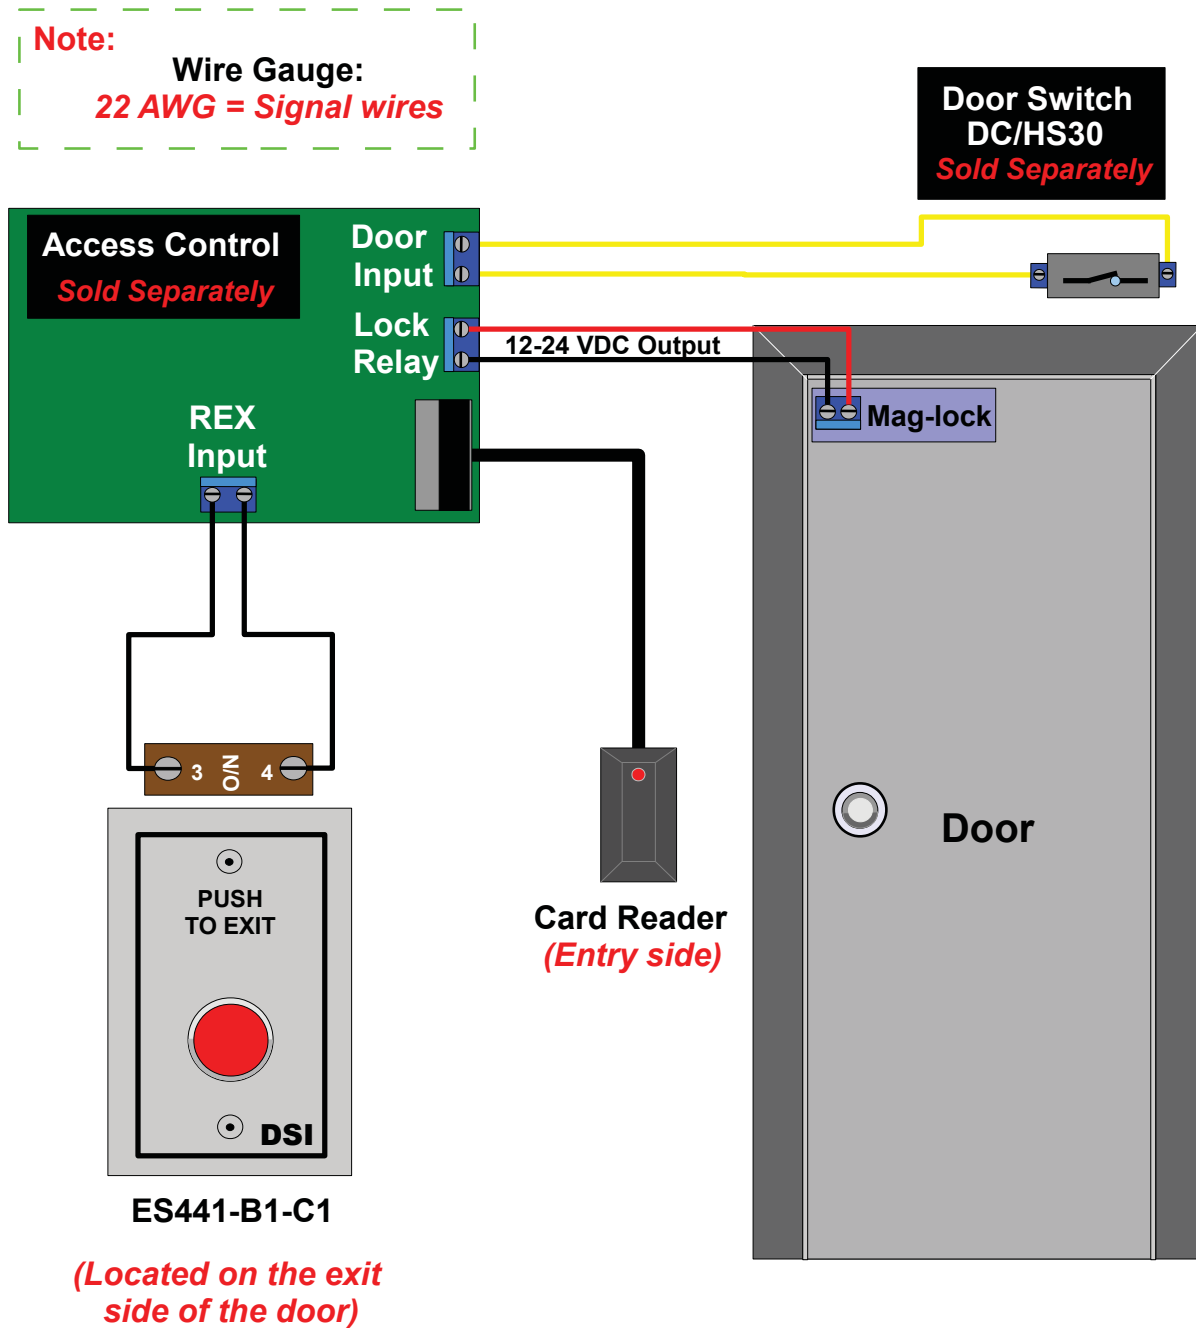 Note:
Wire Gauge:
22 AWG = Signal wires
Door Switch
DC/HS30
Sold Separately
Access Control
Sold Separately
Door
Input
Lock
Relay
12-24 VDC Output
REX
Input
Mag-lock
3 N/O 4
PUSH
TO EXIT
DSI
ES441-B1-C1
(Located on the exit
side of the door)
Card Reader
(Entry side)
Door